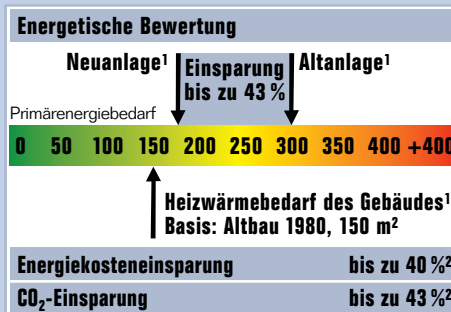 Energetische Bewertung
Neuanlage¹ Einsparung Altanlage¹
bis zu 43 %
Primärenergiebedarf
0 50 100 150 200 250 300 350 400 +400
Heizwärmebedarf des Gebäudes¹
Basis: Altbau 1980, 150 m²
Energiekosteneinsparung bis zu 40 %²
CO₂-Einsparung bis zu 43 %²